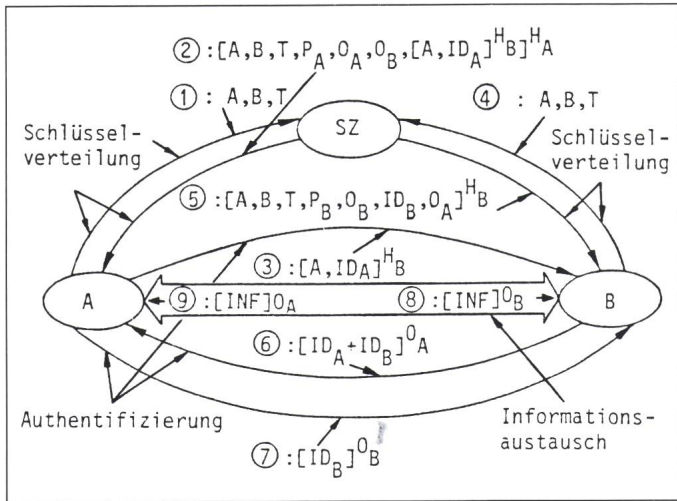 ②:[A,B,T,P_A,O_A,O_B,[A,ID_A]^H_B]^H_A
①: A,B,T
④ : A,B,T
SZ
Schlüssel-
verteilung
Schlüssel-
verteilung
⑤:[A,B,T,P_B,O_B,ID_B,O_A]^H_B
③:[A,ID_A]^H_B
A
⑨:[INF]O_A
⑧:[INF]^O_B
B
⑥:[ID_A+ID_B]^O_A
Authentifizierung
Informations-
austausch
⑦:[ID_B]^O_B